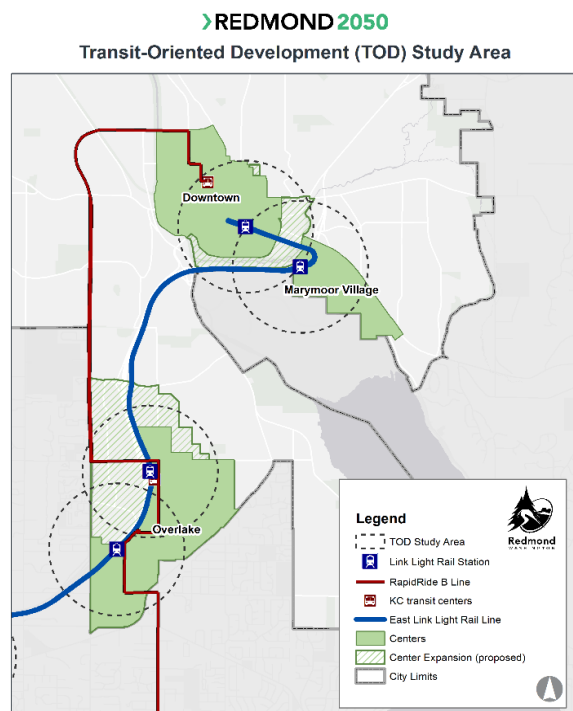 REDMOND 2050
Transit-Oriented Development (TOD) Study Area
Downtown
Marymoor Village
Overlake
Legend
TOD Study Area
Link Light Rail Station
RapidRide B Line
KC transit centers
East Link Light Rail Line
Centers
Center Expansion (proposed)
City Limits
Redmond
WASHINGTON